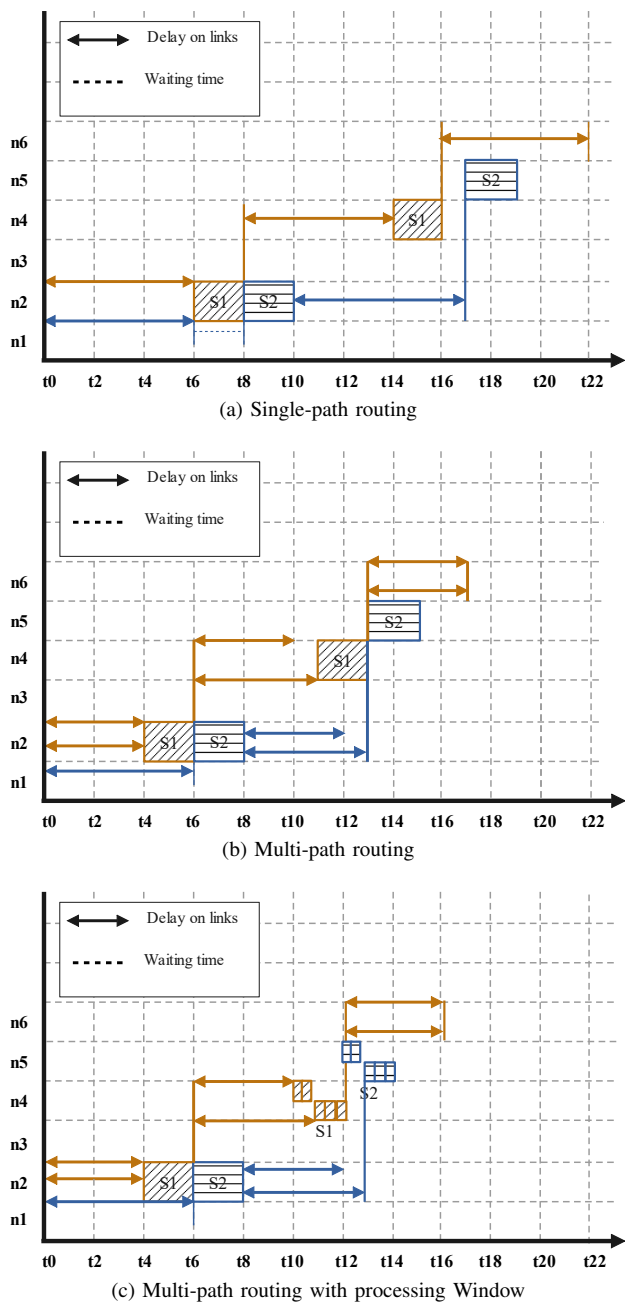 Delay on links
Waiting time
n6
n5
S2
n4
S1
n3
n2
S1
S2
n1
t0 t2 t4 t6 t8 t10 t12 t14 t16 t18 t20 t22
(a) Single-path routing
Delay on links
Waiting time
n6
n5
S2
n4
S1
n3
n2
S1
S2
n1
t0 t2 t4 t6 t8 t10 t12 t14 t16 t18 t20 t22
(b) Multi-path routing
Delay on links
Waiting time
n6
n5
S2
n4
S1
n3
n2
S1
S2
n1
t0 t2 t4 t6 t8 t10 t12 t14 t16 t18 t20 t22
(c) Multi-path routing with processing Window